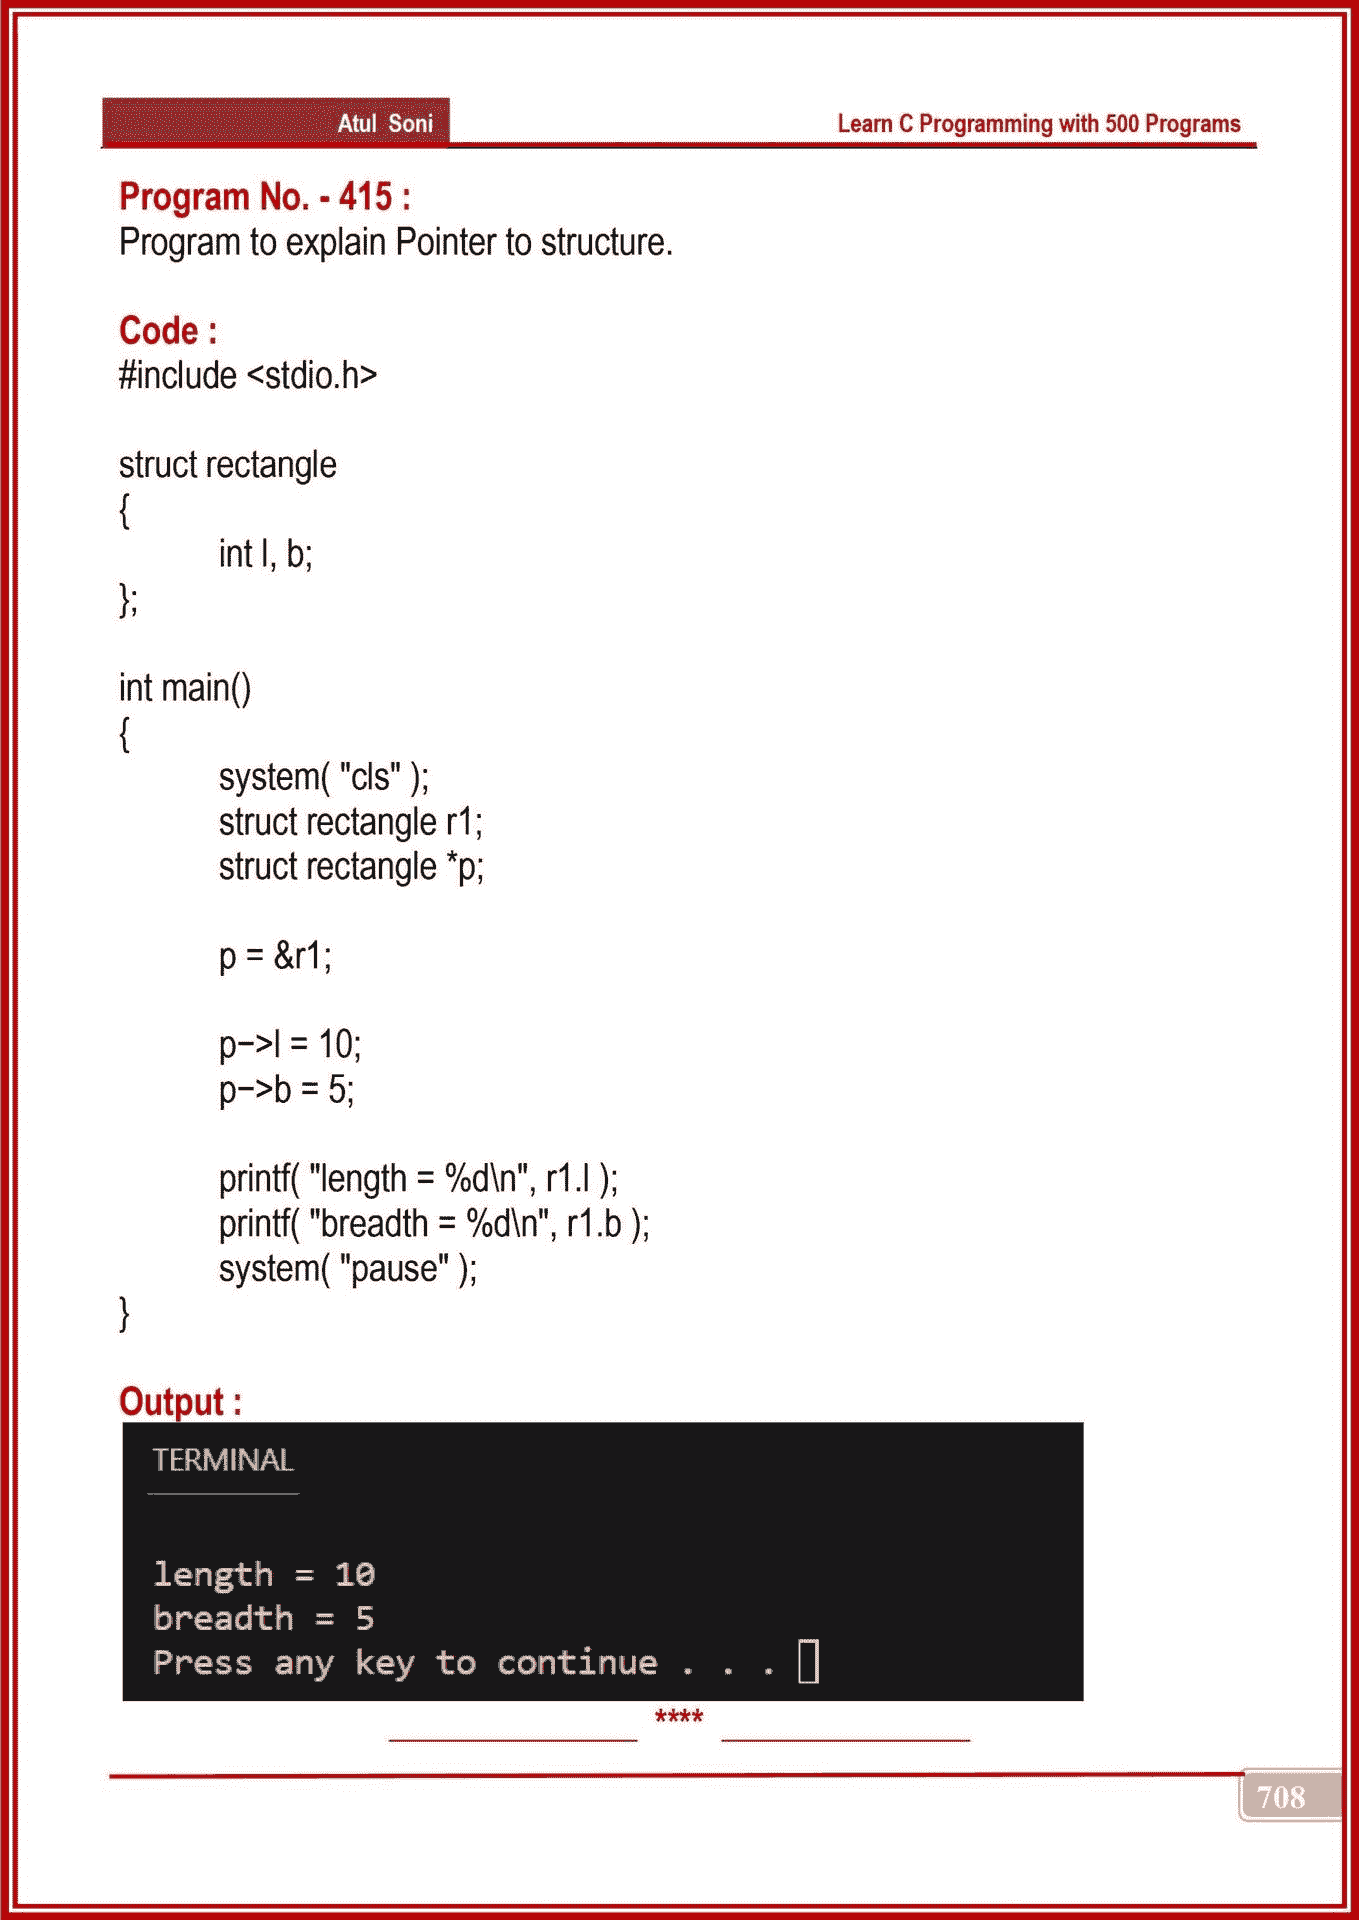 Atul Soni
Learn C Programming with 500 Programs
Program No. - 415 :
Program to explain Pointer to structure.
Code :
#include <stdio.h>
struct rectangle
{
int l, b;
};
int main()
{
system( "cls" );
struct rectangle r1;
struct rectangle *p;
p = &r1;
p−>l = 10;
p−>b = 5;
printf( "length = %d\n", r1.l );
printf( "breadth = %d\n", r1.b );
system( "pause" );
}
Output :
TERMINAL
length = 10
breadth = 5
Press any key to continue . . .
****
708